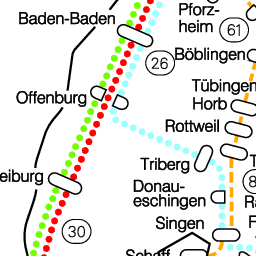 Pforz-
heim
Baden-Baden
61
Böblingen
26
Tübingen
Offenburg
Horb
Rottweil
Triberg
eiburg
Donau-
eschingen
Singen
30